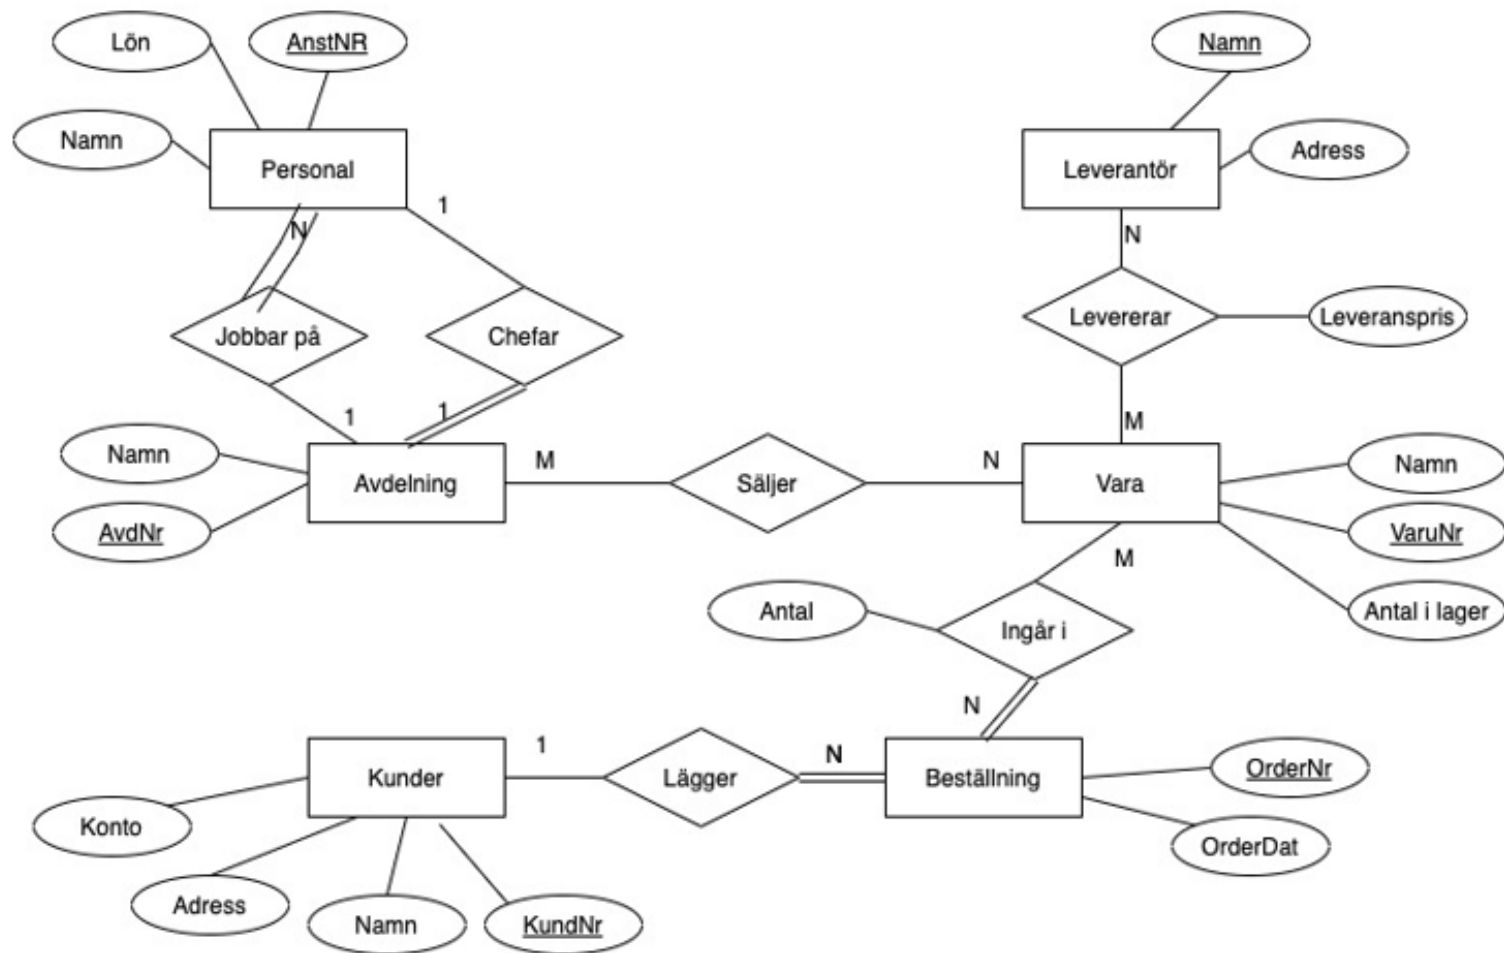 Lön
AnstNR
Namn
Namn
Personal
Leverantör
Adress
1
N
N
Jobbar på
Chefar
Levererar
Leveranspris
1
1
M
Namn
Avdelning
M
Säljer
N
Vara
Namn
AvdNr
VaruNr
M
Antal
Ingår i
Antal i lager
N
1
N
Kunder
Lägger
Beställning
OrderNr
Konto
OrderDat
Adress
Namn
KundNr